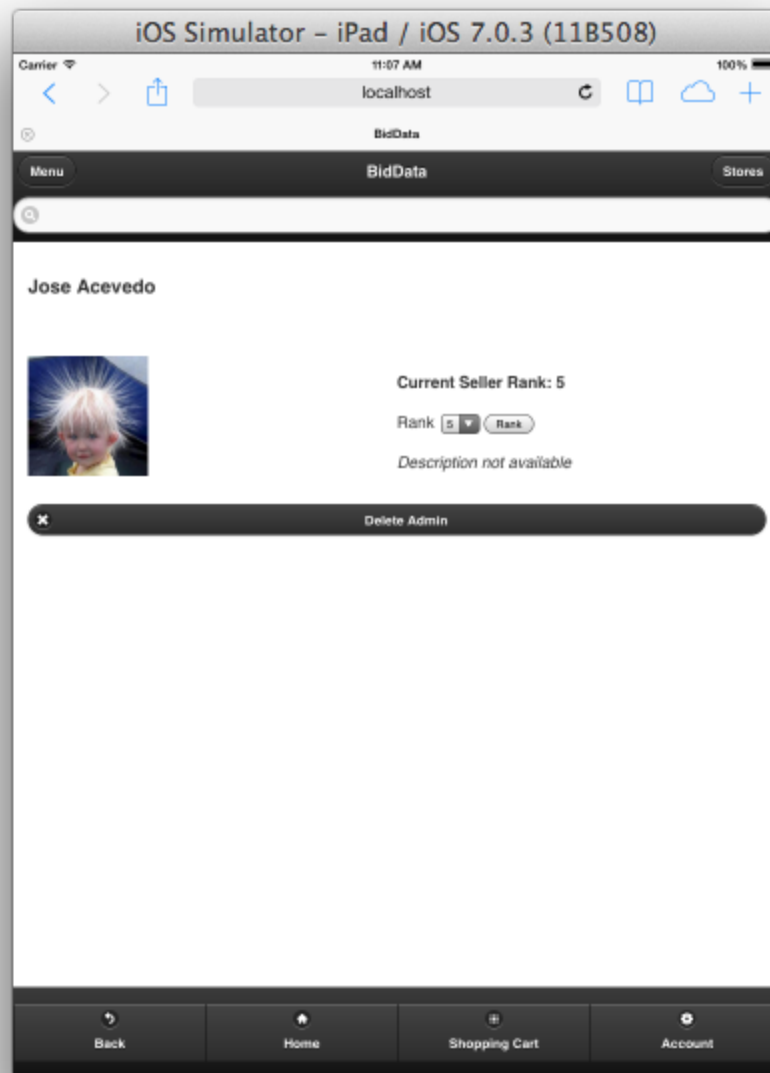 iOS Simulator – iPad / iOS 7.0.3 (11B508)
Carrier 11:07 AM 100%
localhost
BidData
Menu BidData Stores
Jose Acevedo
Current Seller Rank: 5
Rank 5 Rank
Description not available
Delete Admin
Back Home Shopping Cart Account